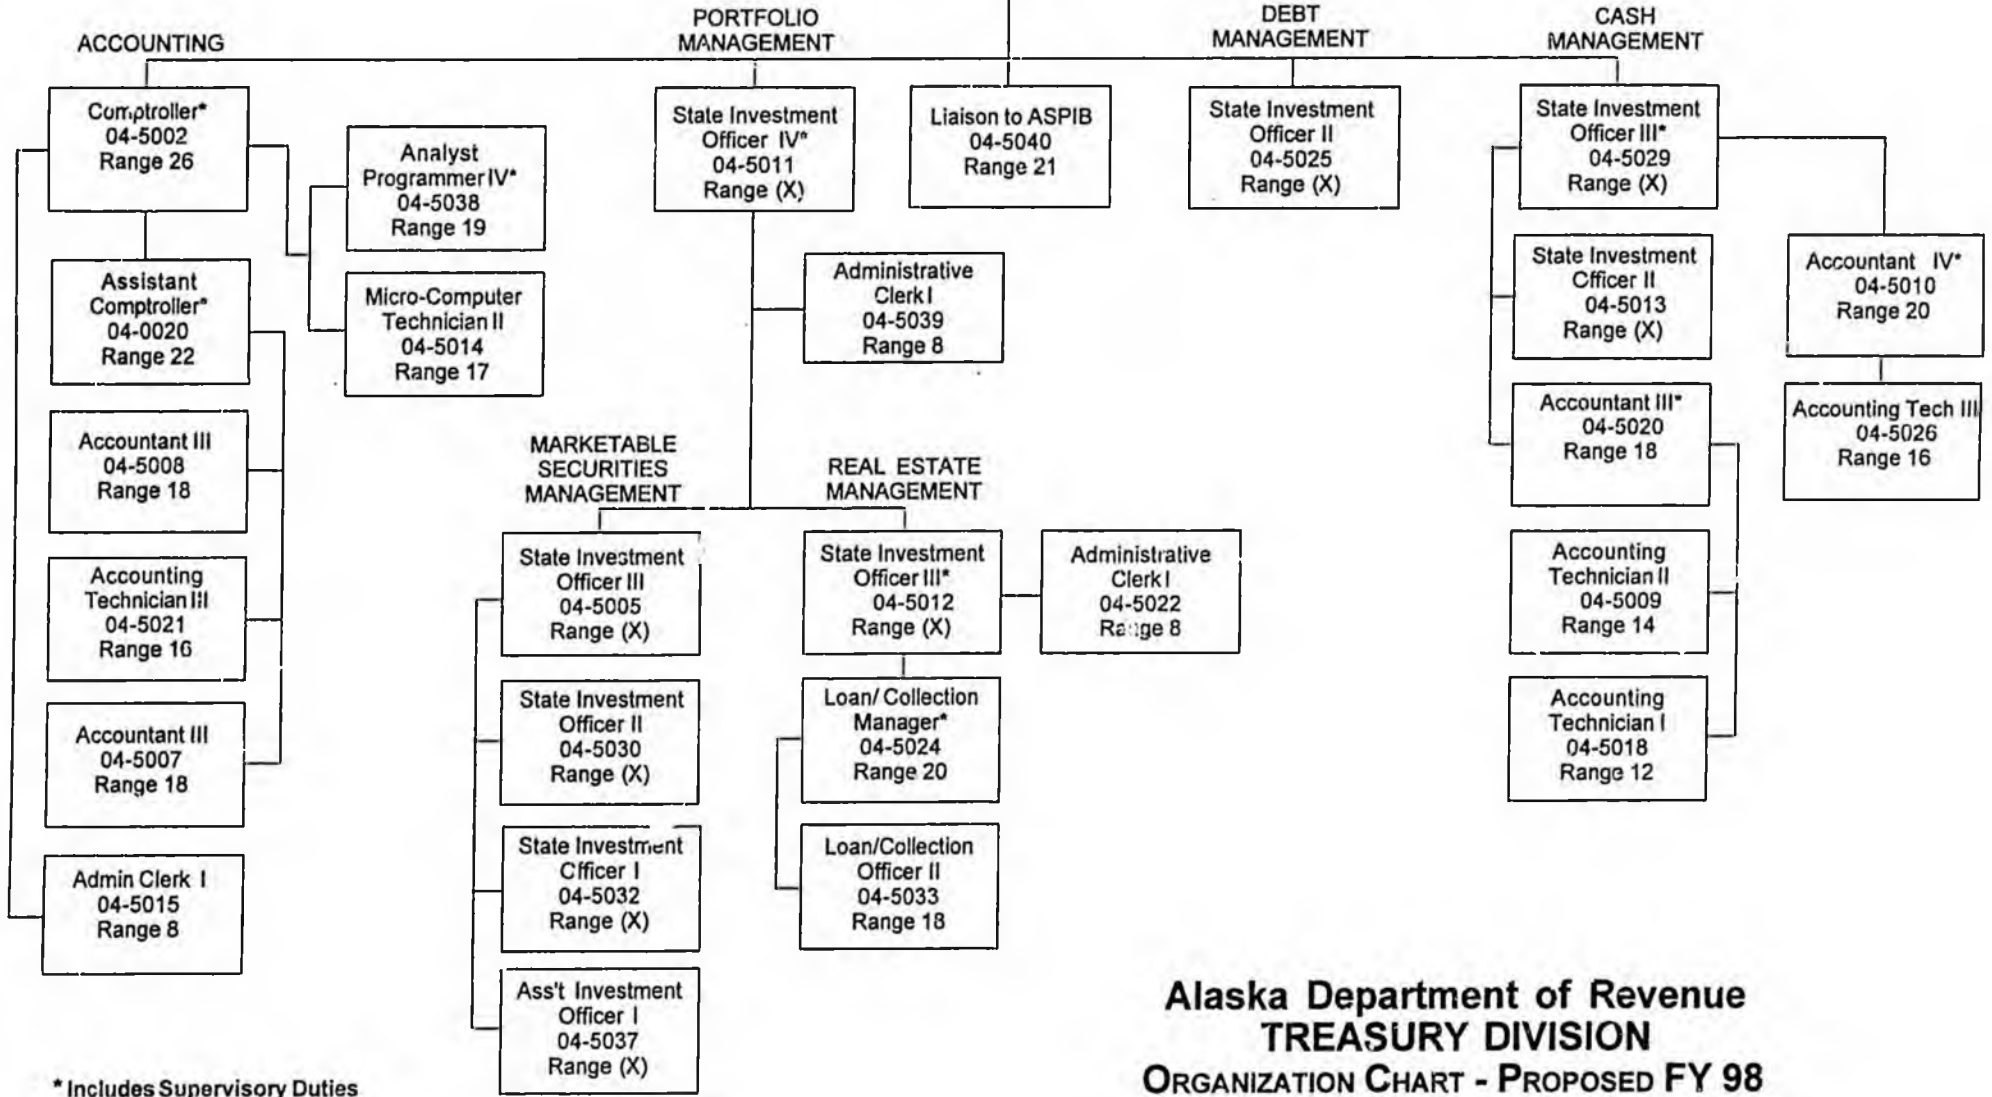 ACCOUNTING
Comptroller*
04-5002
Range 26
Analyst
Programmer IV*
04-5038
Range 19
Micro-Computer
Technician II
04-5014
Range 17
Assistant
Comptroller*
04-0020
Range 22
Accountant III
04-5008
Range 18
Accounting
Technician III
04-5021
Range 16
Accountant III
04-5007
Range 18
Admin Clerk I
04-5015
Range 8
PORTFOLIO
MANAGEMENT
State Investment
Officer IV*
04-5011
Range (X)
Administrative
Clerk I
04-5039
Range 8
MARKETABLE
SECURITIES
MANAGEMENT
State Investment
Officer III
04-5005
Range (X)
State Investment
Officer II
04-5030
Range (X)
State Investment
Officer I
04-5032
Range (X)
Ass't Investment
Officer I
04-5037
Range (X)
REAL ESTATE
MANAGEMENT
State Investment
Officer III*
04-5012
Range (X)
Administrative
Clerk I
04-5022
Range 8
Loan/ Collection
Manager*
04-5024
Range 20
Loan/Collection
Officer II
04-5033
Range 18
Liaison to ASPIB
04-5040
Range 21
DEBT
MANAGEMENT
State Investment
Officer II
04-5025
Range (X)
CASH
MANAGEMENT
State Investment
Officer III*
04-5029
Range (X)
State Investment
Officer II
04-5013
Range (X)
Accountant III*
04-5020
Range 18
Accounting
Technician II
04-5009
Range 14
Accounting
Technician I
04-5018
Range 12
Accountant IV*
04-5010
Range 20
Accounting Tech III
04-5026
Range 16
* Includes Supervisory Duties
Alaska Department of Revenue
TREASURY DIVISION
ORGANIZATION CHART - PROPOSED FY 98